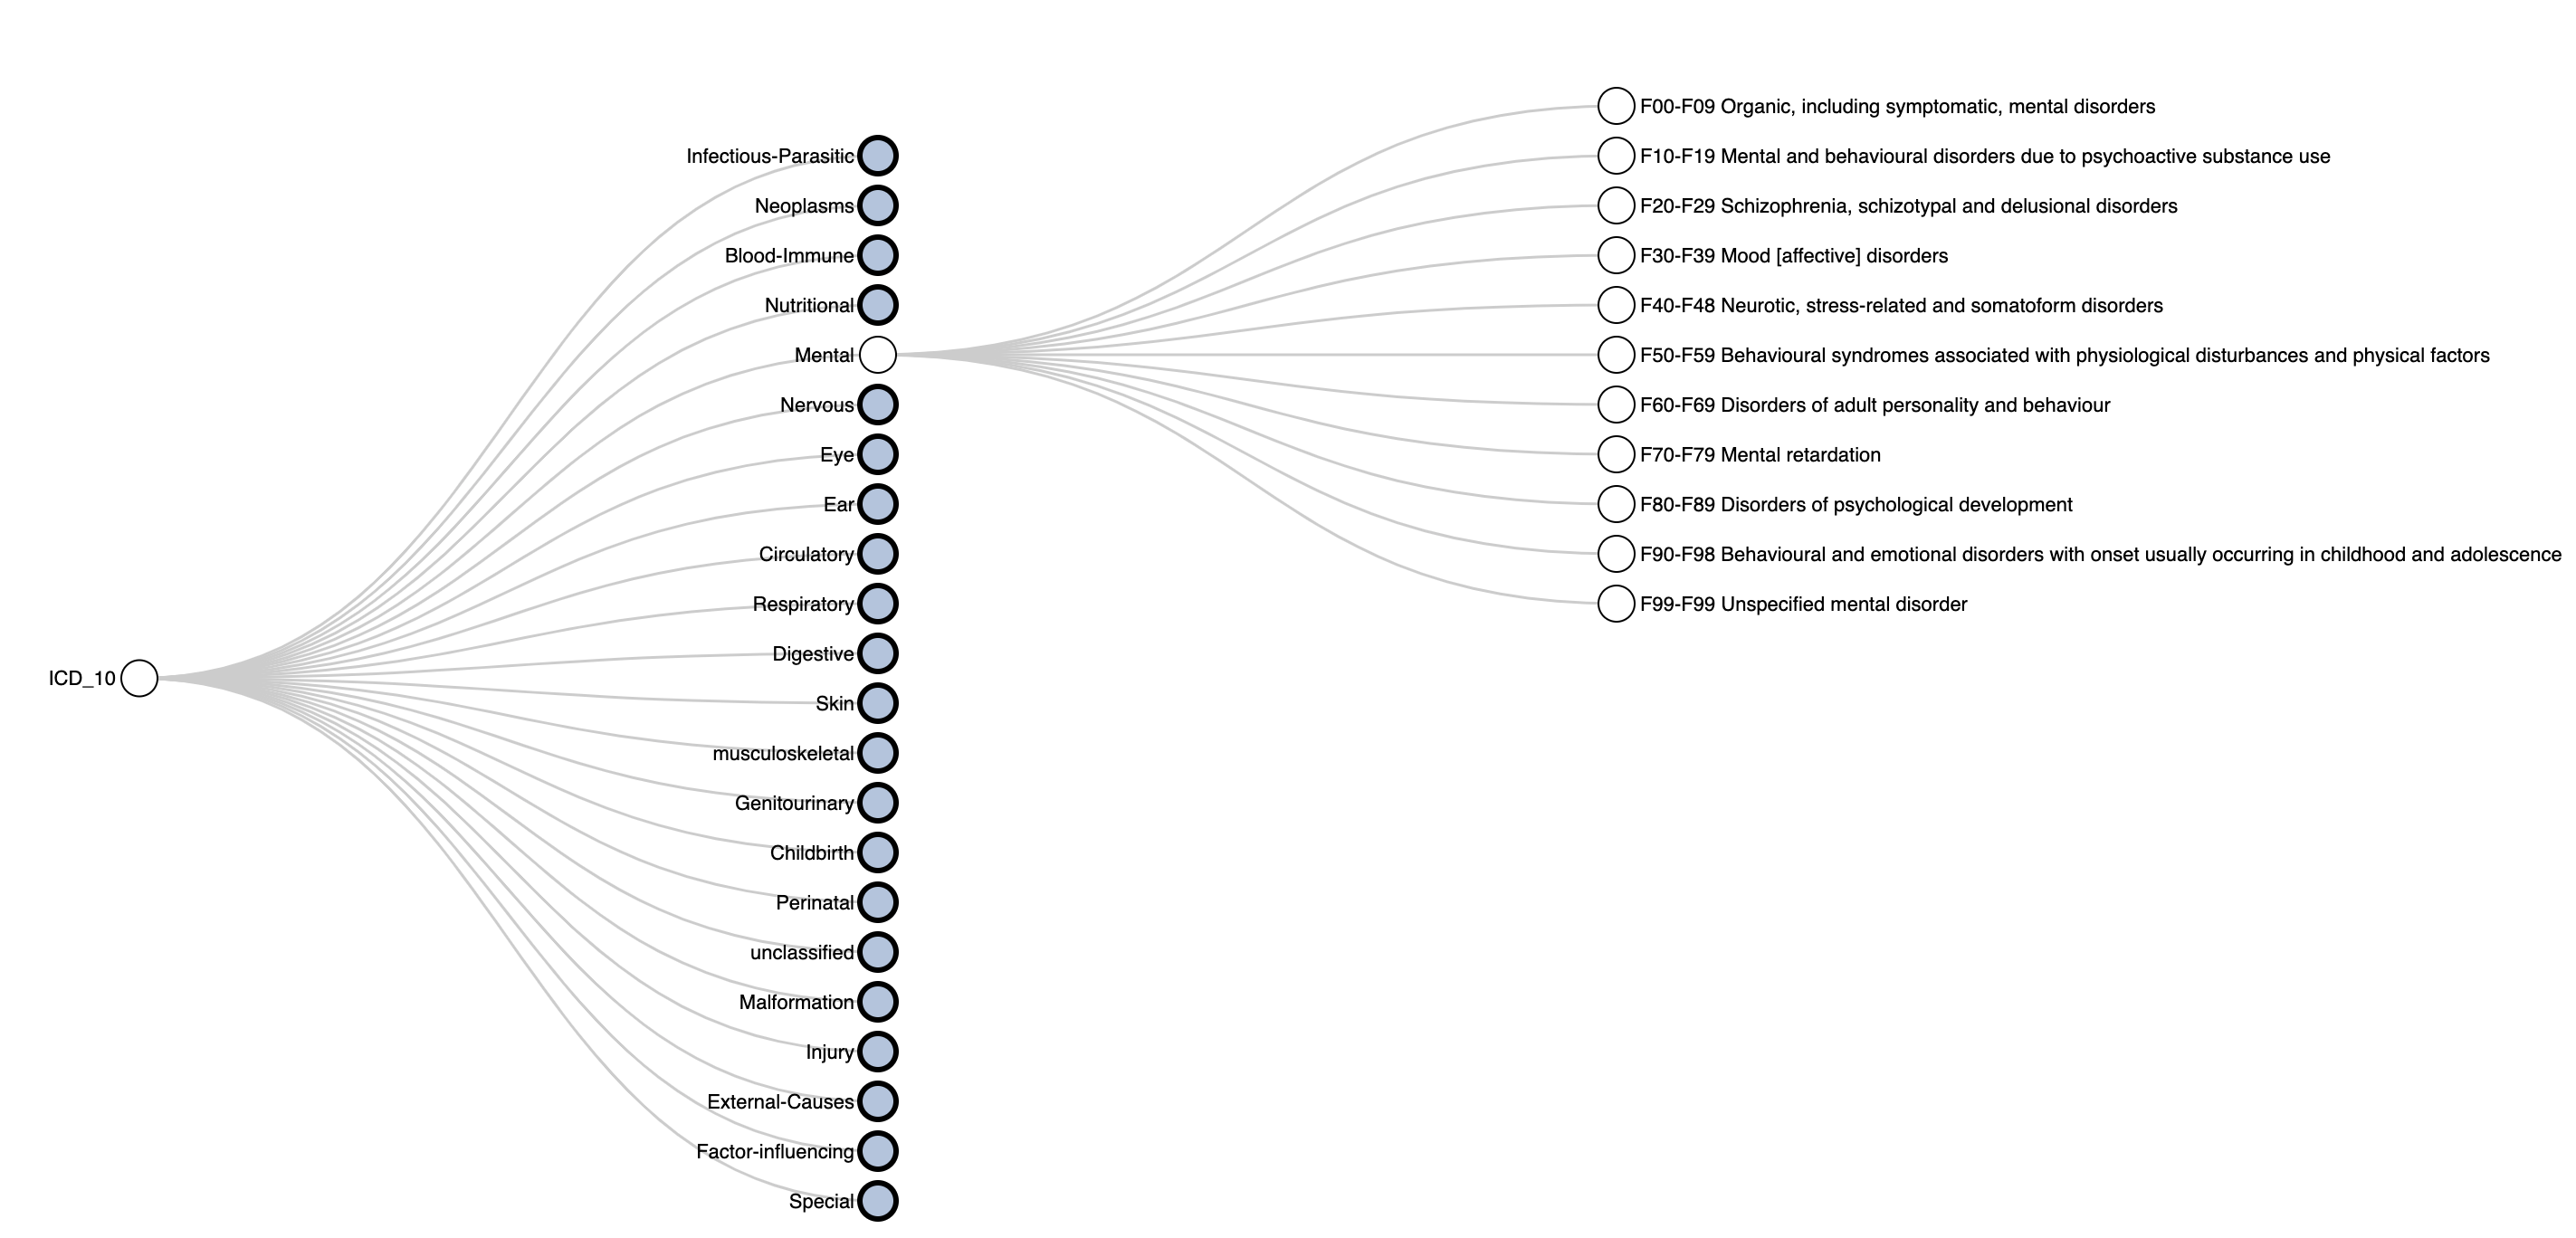 ICD_10
Infectious-Parasitic
Neoplasms
Blood-Immune
Nutritional
Mental
Nervous
Eye
Ear
Circulatory
Respiratory
Digestive
Skin
musculoskeletal
Genitourinary
Childbirth
Perinatal
unclassified
Malformation
Injury
External-Causes
Factor-influencing
Special
F00-F09 Organic, including symptomatic, mental disorders
F10-F19 Mental and behavioural disorders due to psychoactive substance use
F20-F29 Schizophrenia, schizotypal and delusional disorders
F30-F39 Mood [affective] disorders
F40-F48 Neurotic, stress-related and somatoform disorders
F50-F59 Behavioural syndromes associated with physiological disturbances and physical factors
F60-F69 Disorders of adult personality and behaviour
F70-F79 Mental retardation
F80-F89 Disorders of psychological development
F90-F98 Behavioural and emotional disorders with onset usually occurring in childhood and adolescence
F99-F99 Unspecified mental disorder